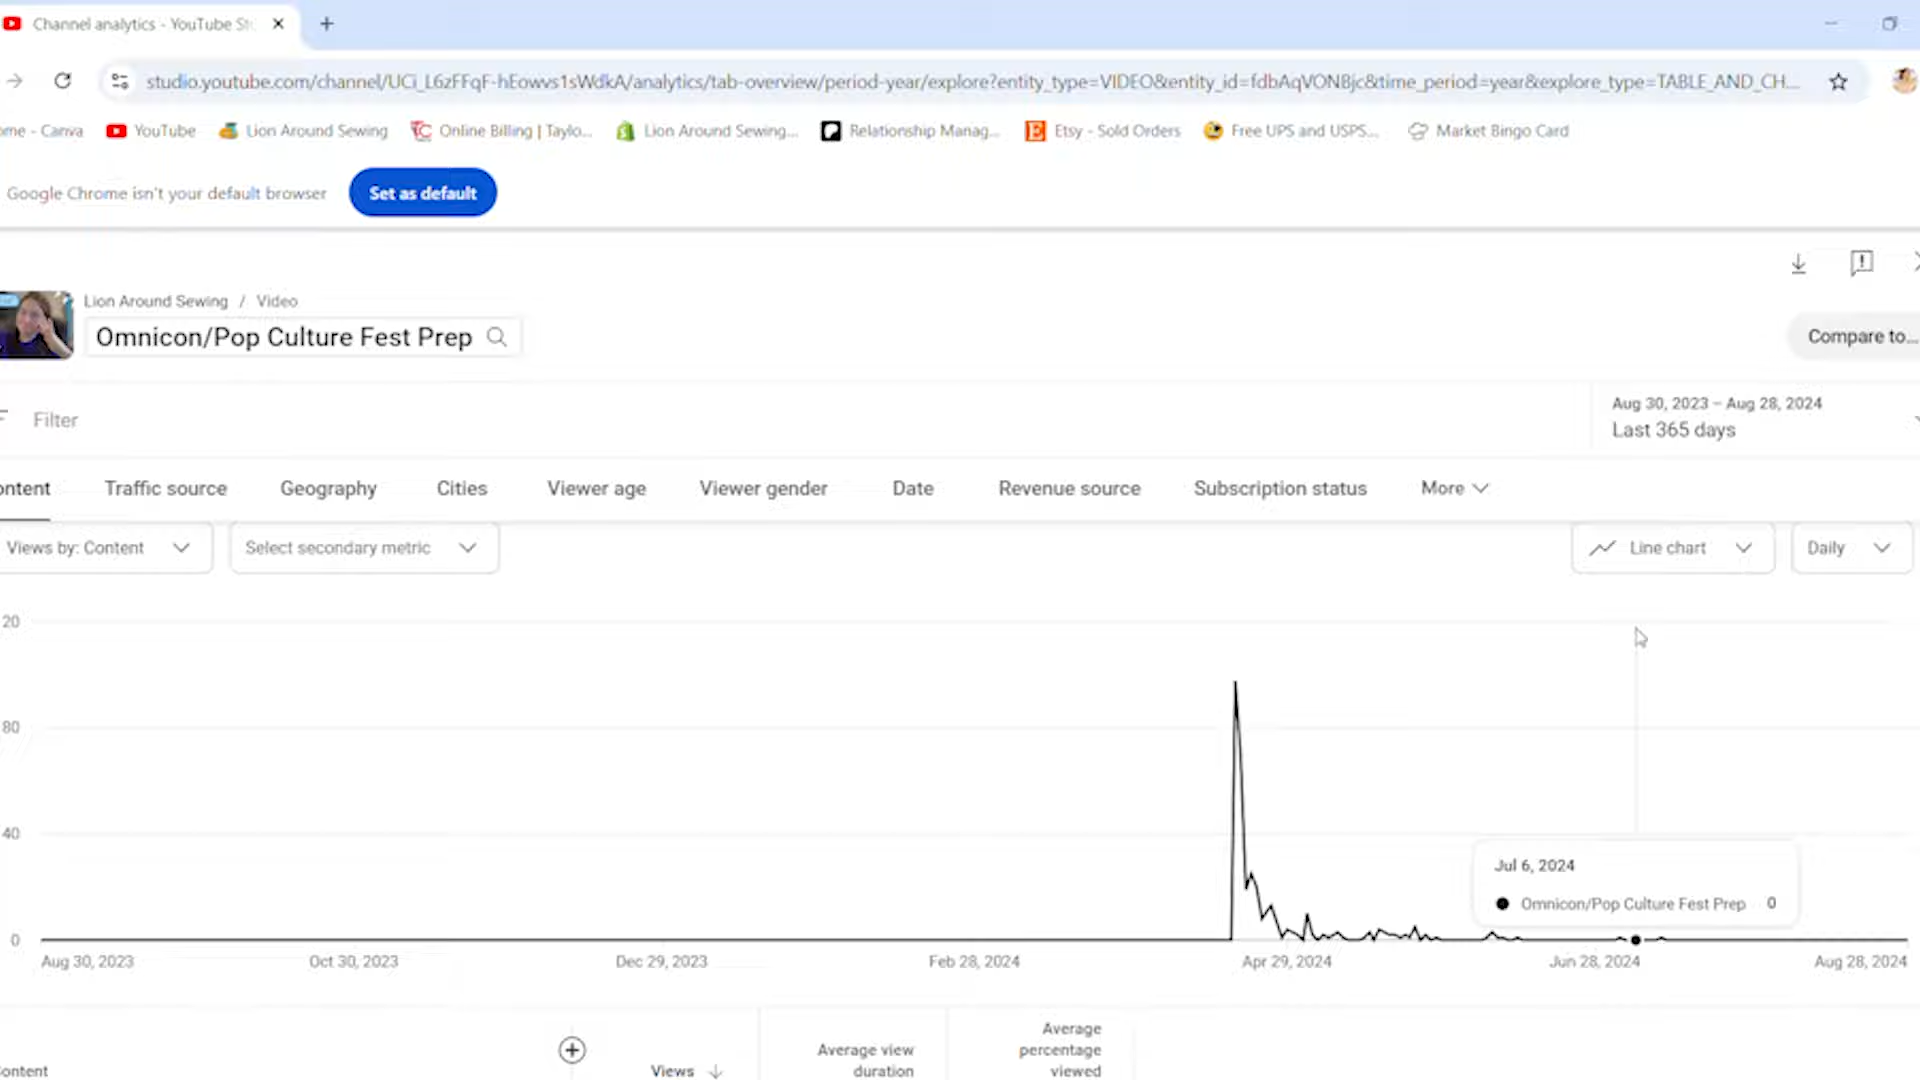 Channel analytics - YouTube St
studio.youtube.com/channel/UCi_L6zFFqF-hEowvs1sWdkA/analytics/tab-overview/period-year/explore?entity_type=VIDEO&entity_id=fdbAqVONBjc&time_period=year&explore_type=TABLE_AND_CH...
ome - Canva YouTube Lion Around Sewing Online Billing | Taylo... Lion Around Sewing... Relationship Manag... Etsy - Sold Orders Free UPS and USPS... Market Bingo Card
Google Chrome isn't your default browser Set as default
Lion Around Sewing / Video
Omnicon/Pop Culture Fest Prep
Compare to...
Filter
Aug 30, 2023 – Aug 28, 2024
Last 365 days
ontent Traffic source Geography Cities Viewer age Viewer gender Date Revenue source Subscription status More
Views by: Content Select secondary metric Line chart Daily
20
80
40
Jul 6, 2024
Omnicon/Pop Culture Fest Prep 0
0
Aug 30, 2023 Oct 30, 2023 Dec 29, 2023 Feb 28, 2024 Apr 29, 2024 Jun 28, 2024 Aug 28, 2024
ontent
Views
Average view
duration
Average
percentage
viewed